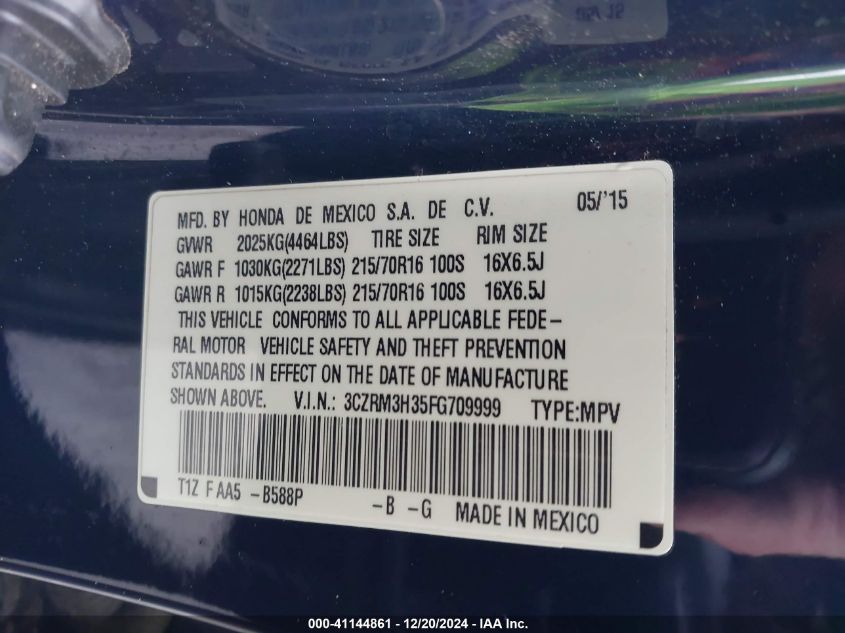 MFD. BY HONDA DE MEXICO S.A. DE C.V. 05/'15
GVWR 2025KG(4464LBS) TIRE SIZE RIM SIZE
GAWR F 1030KG(2271LBS) 215/70R16 100S 16X6.5J
GAWR R 1015KG(2238LBS) 215/70R16 100S 16X6.5J
THIS VEHICLE CONFORMS TO ALL APPLICABLE FEDE-
RAL MOTOR VEHICLE SAFETY AND THEFT PREVENTION
STANDARDS IN EFFECT ON THE DATE OF MANUFACTURE
SHOWN ABOVE. V.I.N.: 3CZRM3H35FG709999 TYPE:MPV
T1Z F AA5 -B588P -B -G MADE IN MEXICO
000-41144861 - 12/20/2024 - IAA Inc.